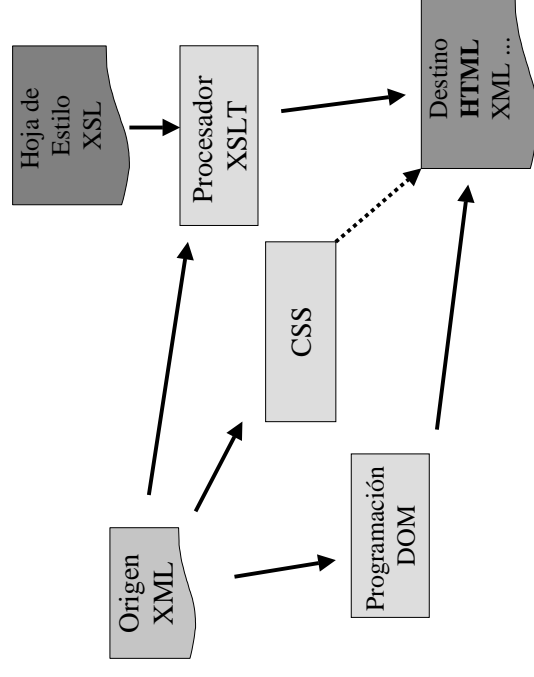 Hoja de
Estilo
XSL
Procesador
XSLT
Destino
HTML
XML ...
CSS
Origen
XML
Programación
DOM